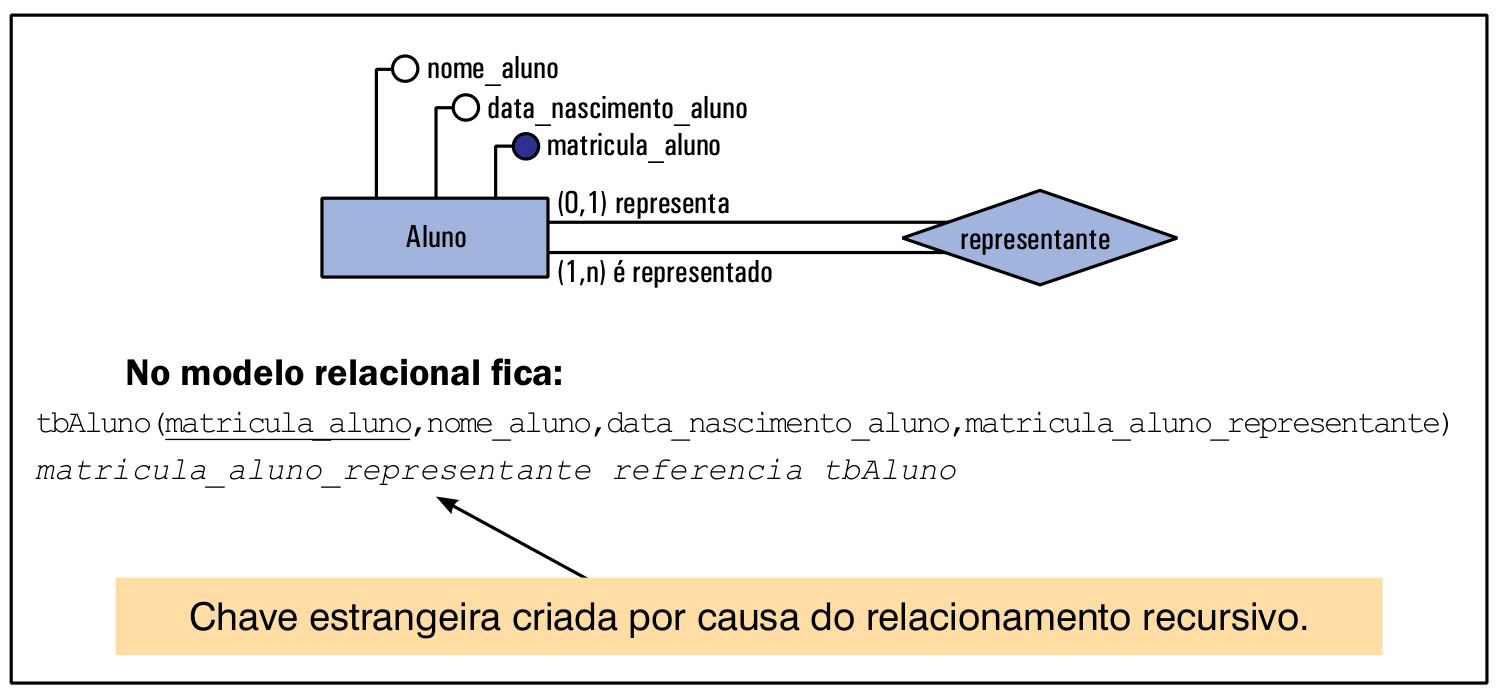 nome_aluno
data_nascimento_aluno
matricula_aluno
(0,1) representa
Aluno
representante
(1,n) é representado
No modelo relacional fica:
tbAluno(matricula_aluno,nome_aluno,data_nascimento_aluno,matricula_aluno_representante)
matricula_aluno_representante referencia tbAluno
Chave estrangeira criada por causa do relacionamento recursivo.